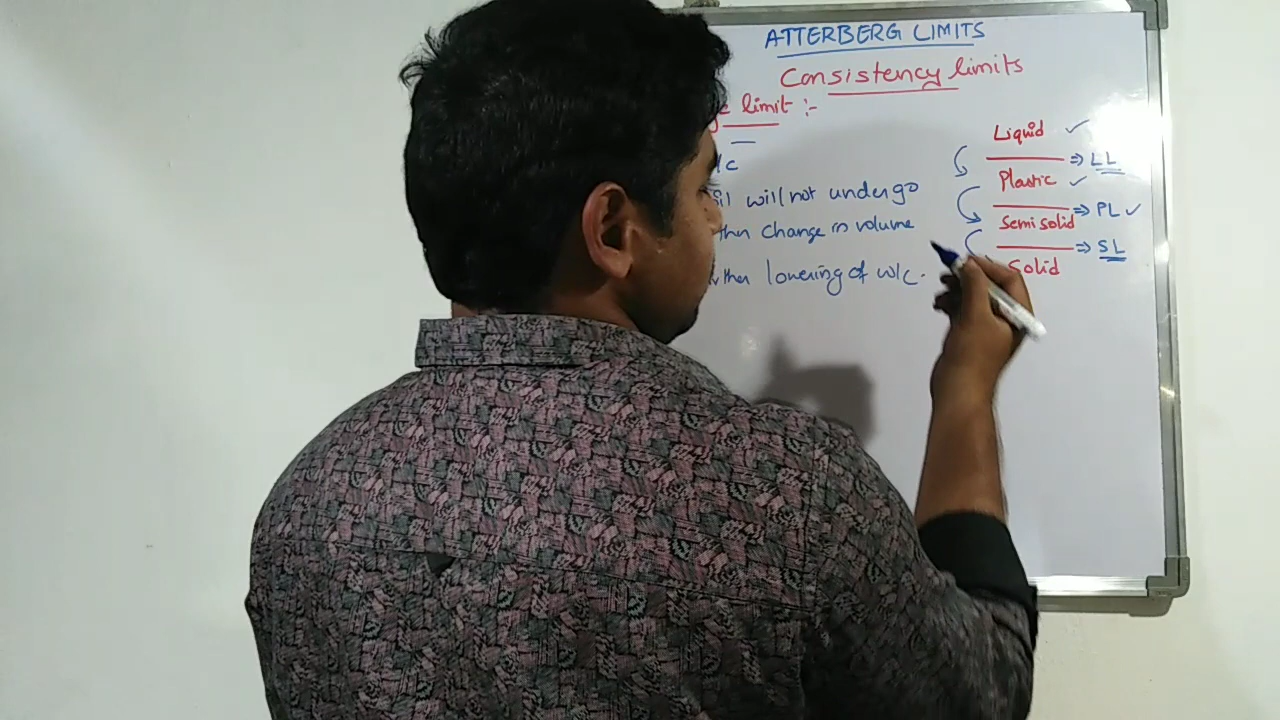 ATTERBERG LIMITS
Consistency limits
limit :-
will not undergo
change in volume
lowering of w/c.
Liquid ✓
⇒ LL
Plastic ✓
⇒ PL ✓
Semi solid
⇒ SL
Solid